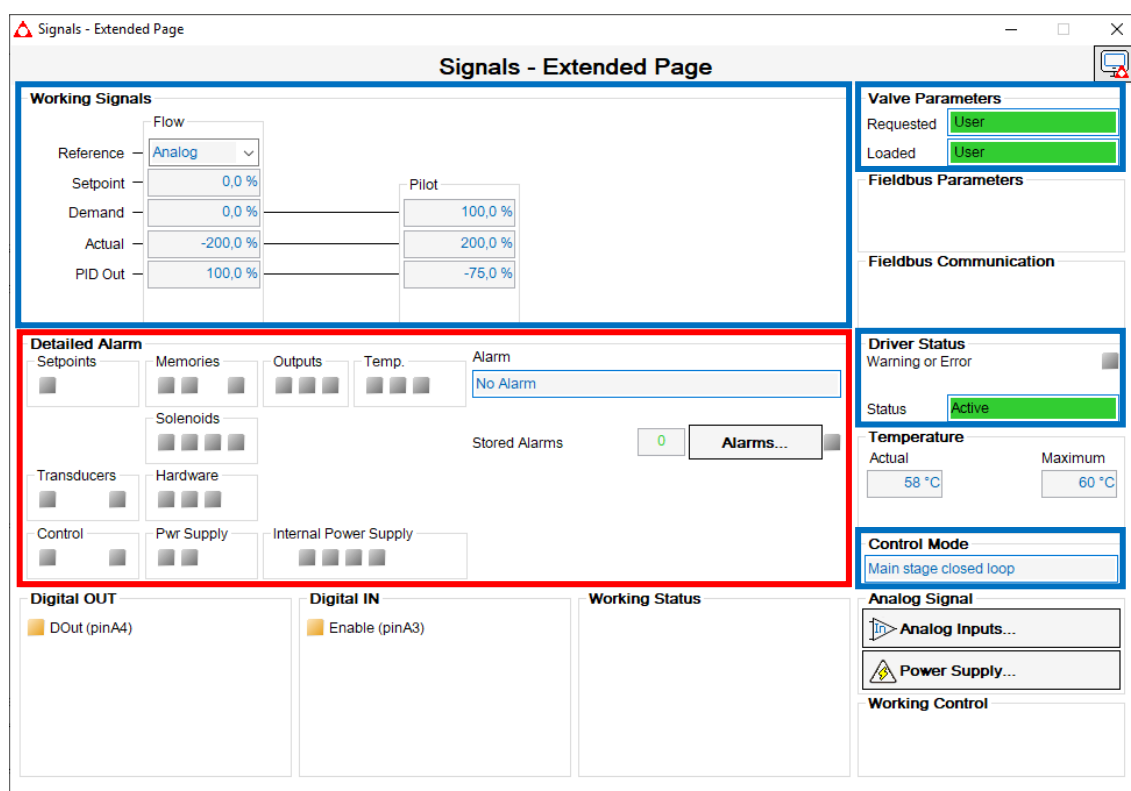 Signals - Extended Page
Signals - Extended Page
Working Signals
Flow
Reference
Analog
Setpoint
0,0 %
Pilot
Demand
0,0 %
100,0 %
Actual
-200,0 %
200,0 %
PID Out
100,0 %
-75,0 %
Valve Parameters
Requested
User
Loaded
User
Fieldbus Parameters
Fieldbus Communication
Detailed Alarm
Setpoints
Memories
Outputs
Temp.
Alarm
No Alarm
Solenoids
Stored Alarms
0
Alarms...
Transducers
Hardware
Control
Pwr Supply
Internal Power Supply
Driver Status
Warning or Error
Status
Active
Temperature
Actual
Maximum
58 °C
60 °C
Control Mode
Main stage closed loop
Digital OUT
DOut (pinA4)
Digital IN
Enable (pinA3)
Working Status
Analog Signal
In
Analog Inputs...
Power Supply...
Working Control